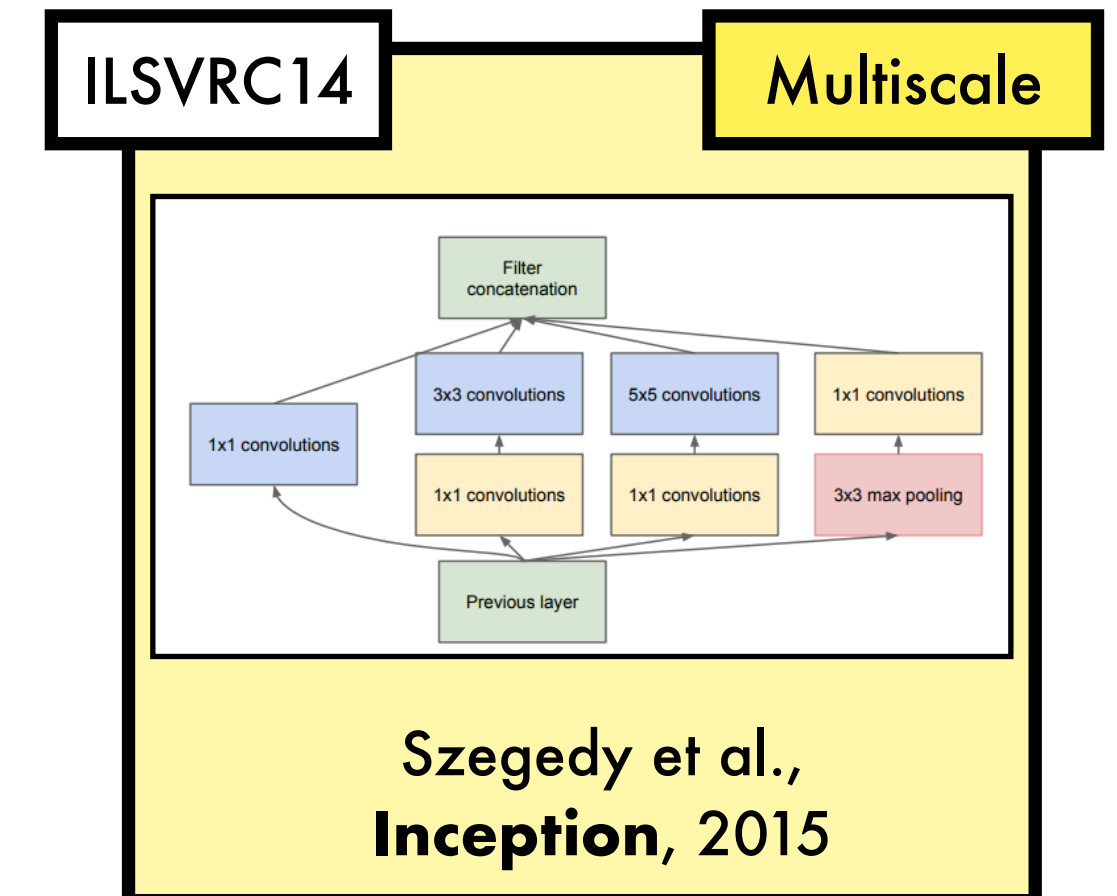 ILSVRC14
Multiscale
Filter
concatenation
3x3 convolutions
5x5 convolutions
1x1 convolutions
1x1 convolutions
1x1 convolutions
1x1 convolutions
3x3 max pooling
Previous layer
Szegedy et al.,
Inception, 2015